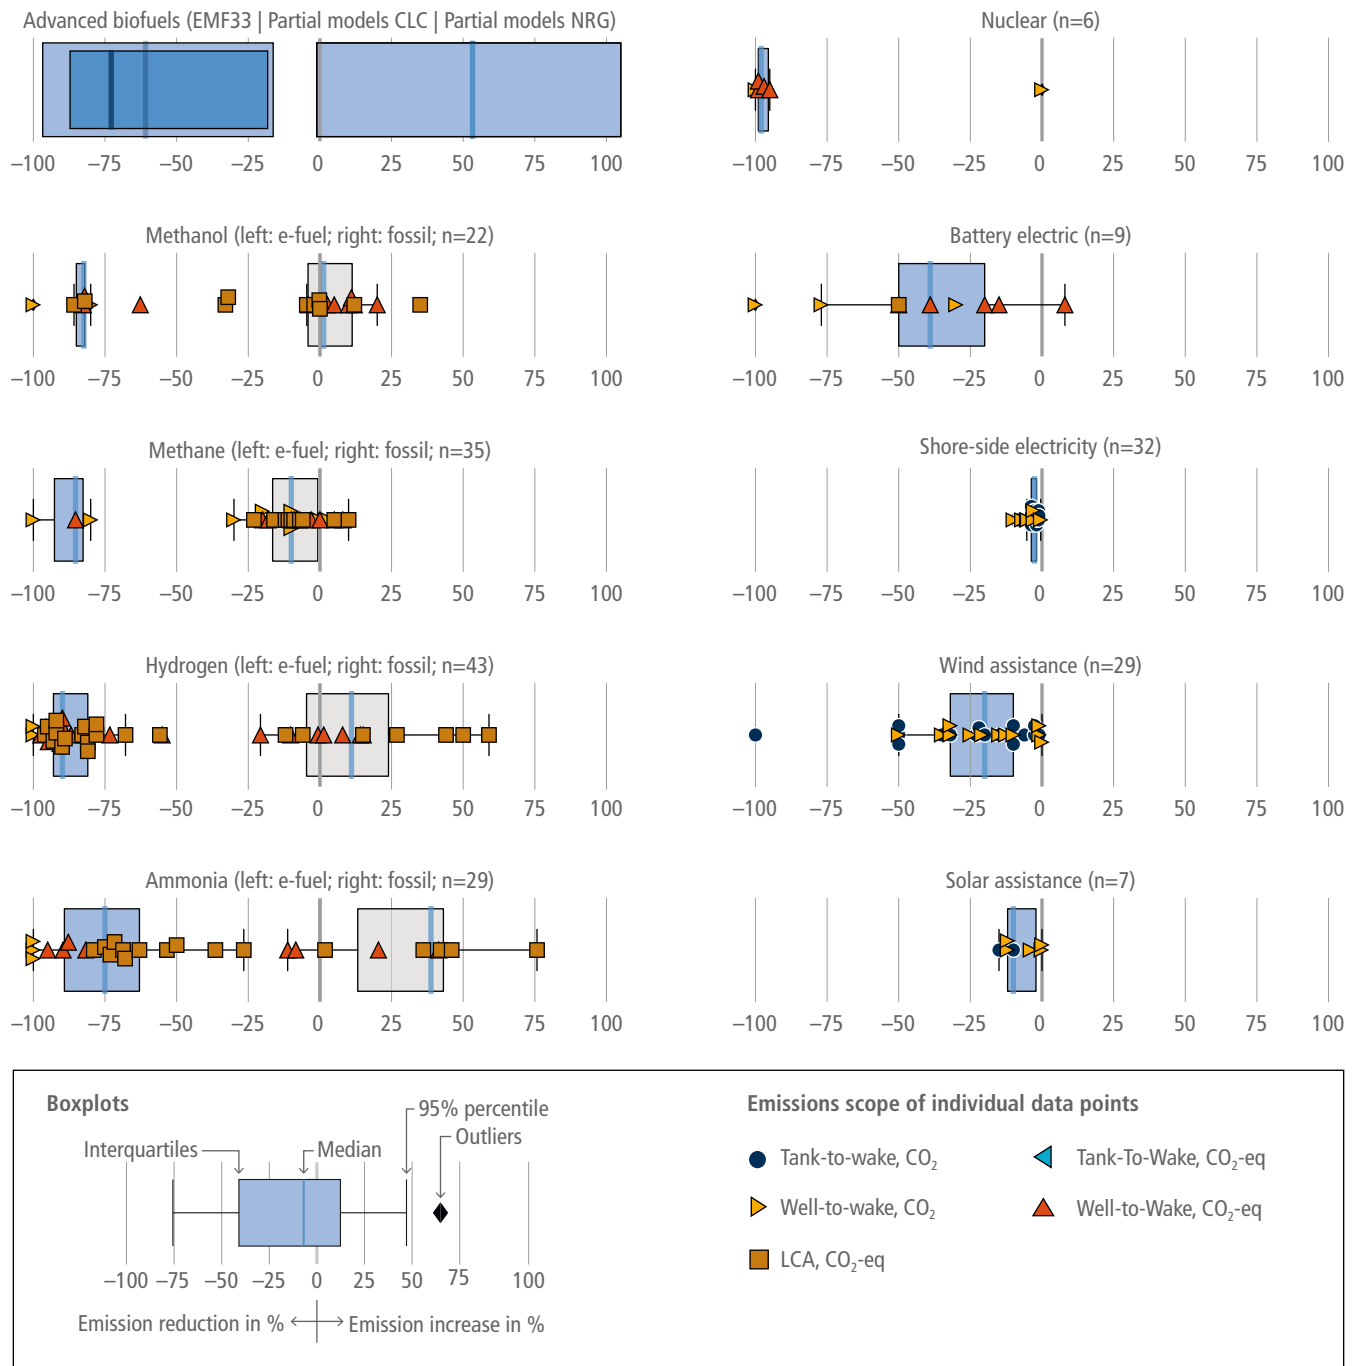 Advanced biofuels (EMF33 | Partial models CLC | Partial models NRG)
–100 –75 –50 –25 0 25 50 75 100
Nuclear (n=6)
–100 –75 –50 –25 0 25 50 75 100
Methanol (left: e-fuel; right: fossil; n=22)
–100 –75 –50 –25 0 25 50 75 100
Battery electric (n=9)
–100 –75 –50 –25 0 25 50 75 100
Methane (left: e-fuel; right: fossil; n=35)
–100 –75 –50 –25 0 25 50 75 100
Shore-side electricity (n=32)
–100 –75 –50 –25 0 25 50 75 100
Hydrogen (left: e-fuel; right: fossil; n=43)
–100 –75 –50 –25 0 25 50 75 100
Wind assistance (n=29)
–100 –75 –50 –25 0 25 50 75 100
Ammonia (left: e-fuel; right: fossil; n=29)
–100 –75 –50 –25 0 25 50 75 100
Solar assistance (n=7)
–100 –75 –50 –25 0 25 50 75 100
Boxplots
95% percentile
Outliers
Interquartiles
Median
–100 –75 –50 –25 0 25 50 75 100
Emission reduction in %
Emission increase in %
Emissions scope of individual data points
Tank-to-wake, CO₂
Tank-To-Wake, CO₂-eq
Well-to-wake, CO₂
Well-to-Wake, CO₂-eq
LCA, CO₂-eq